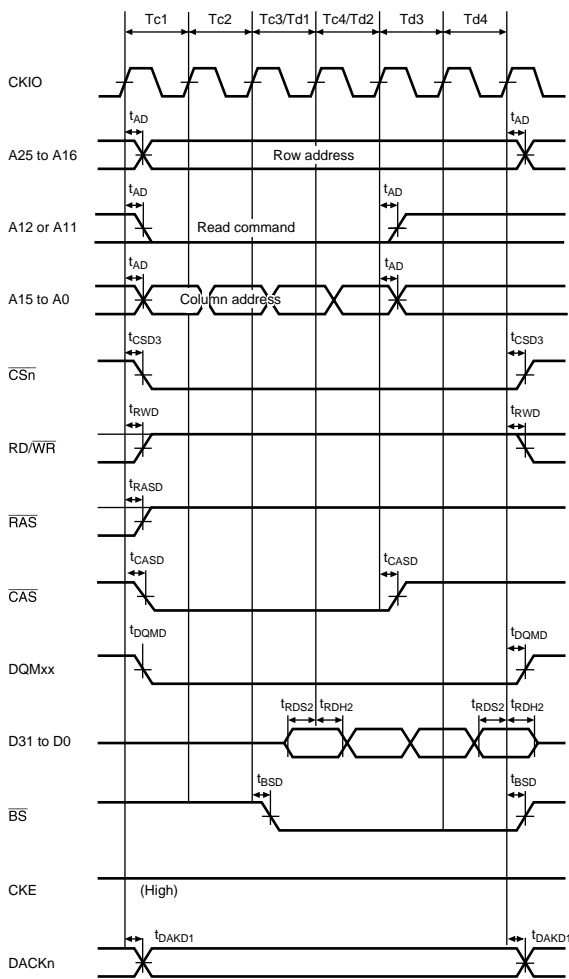 Tc1 Tc2 Tc3/Td1 Tc4/Td2 Td3 Td4
CKIO
tAD tAD
A25 to A16 Row address
tAD tAD
A12 or A11 Read command
tAD tAD
A15 to A0 Column address
tCSD3 tCSD3
CSn
tRWD tRWD
RD/WR
tRASD
RAS
tCASD tCASD
CAS
tDQMD tDQMD
DQMxx
tRDS2 tRDH2 tRDS2 tRDH2
D31 to D0
tBSD tBSD
BS
CKE (High)
tDAKD1 tDAKD1
DACKn